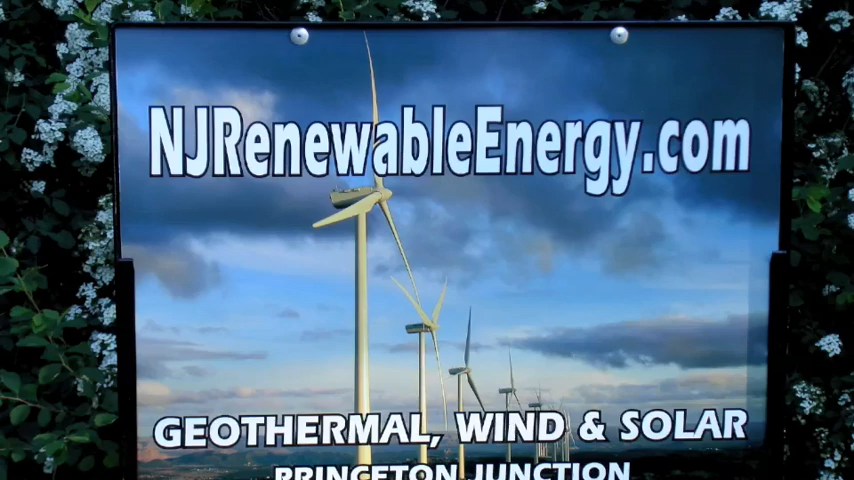 NJRenewableEnergy.com
GEOTHERMAL, WIND & SOLAR
PRINCETON JUNCTION